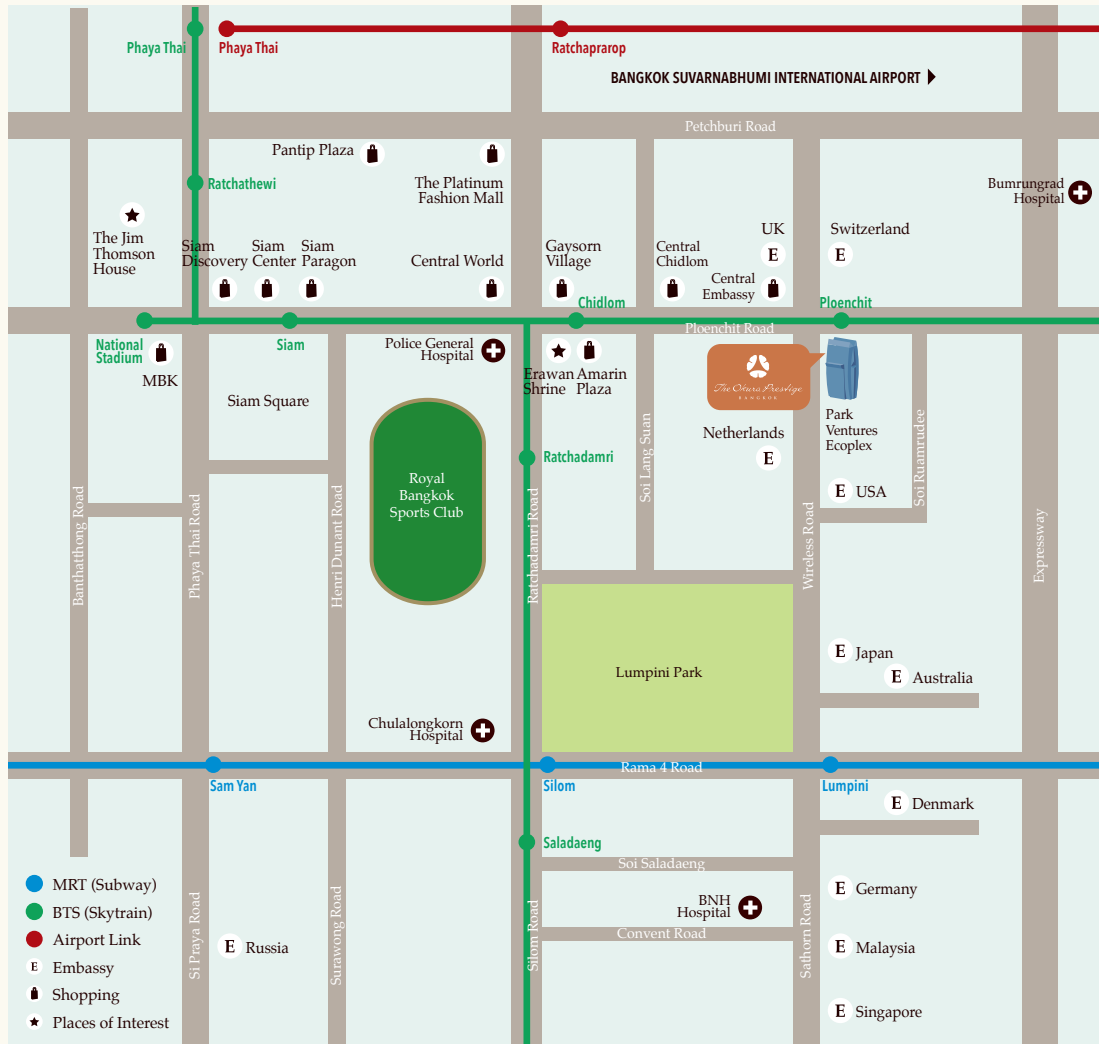 Phaya Thai
Phaya Thai
Ratchaprarop
BANGKOK SUVARNABHUMI INTERNATIONAL AIRPORT
Petchburi Road
Pantip Plaza
The Platinum
Fashion Mall
Ratchathewi
Bumrungrad
Hospital
The Jim
Thomson
House
Siam
Discovery
Siam
Center
Siam
Paragon
Central World
Gaysorn
Village
Central
Chidlom
UK
E
Central
Embassy
Switzerland
E
Chidlom
Ploenchit
Ploenchit Road
National
Stadium
MBK
Siam
Siam Square
Police General
Hospital
Erawan
Shrine
Amarin
Plaza
The Okura Prestige
BANGKOK
Park
Ventures
Ecoplex
Netherlands
E
E USA
Royal
Bangkok
Sports Club
Ratchadamri
Banthatthong Road
Phaya Thai Road
Henri Dunant Road
Ratchadamri Road
Soi Lang Suan
Wireless Road
Soi Ruamrudee
Expressway
Lumpini Park
E Japan
E Australia
Chulalongkorn
Hospital
Rama 4 Road
Sam Yan
Silom
Lumpini
E Denmark
Saladaeng
Soi Saladaeng
BNH
Hospital
Convent Road
E Germany
E Malaysia
E Singapore
Si Praya Road
E Russia
Surawong Road
Silom Road
Sathorn Road
MRT (Subway)
BTS (Skytrain)
Airport Link
E Embassy
Shopping
Places of Interest